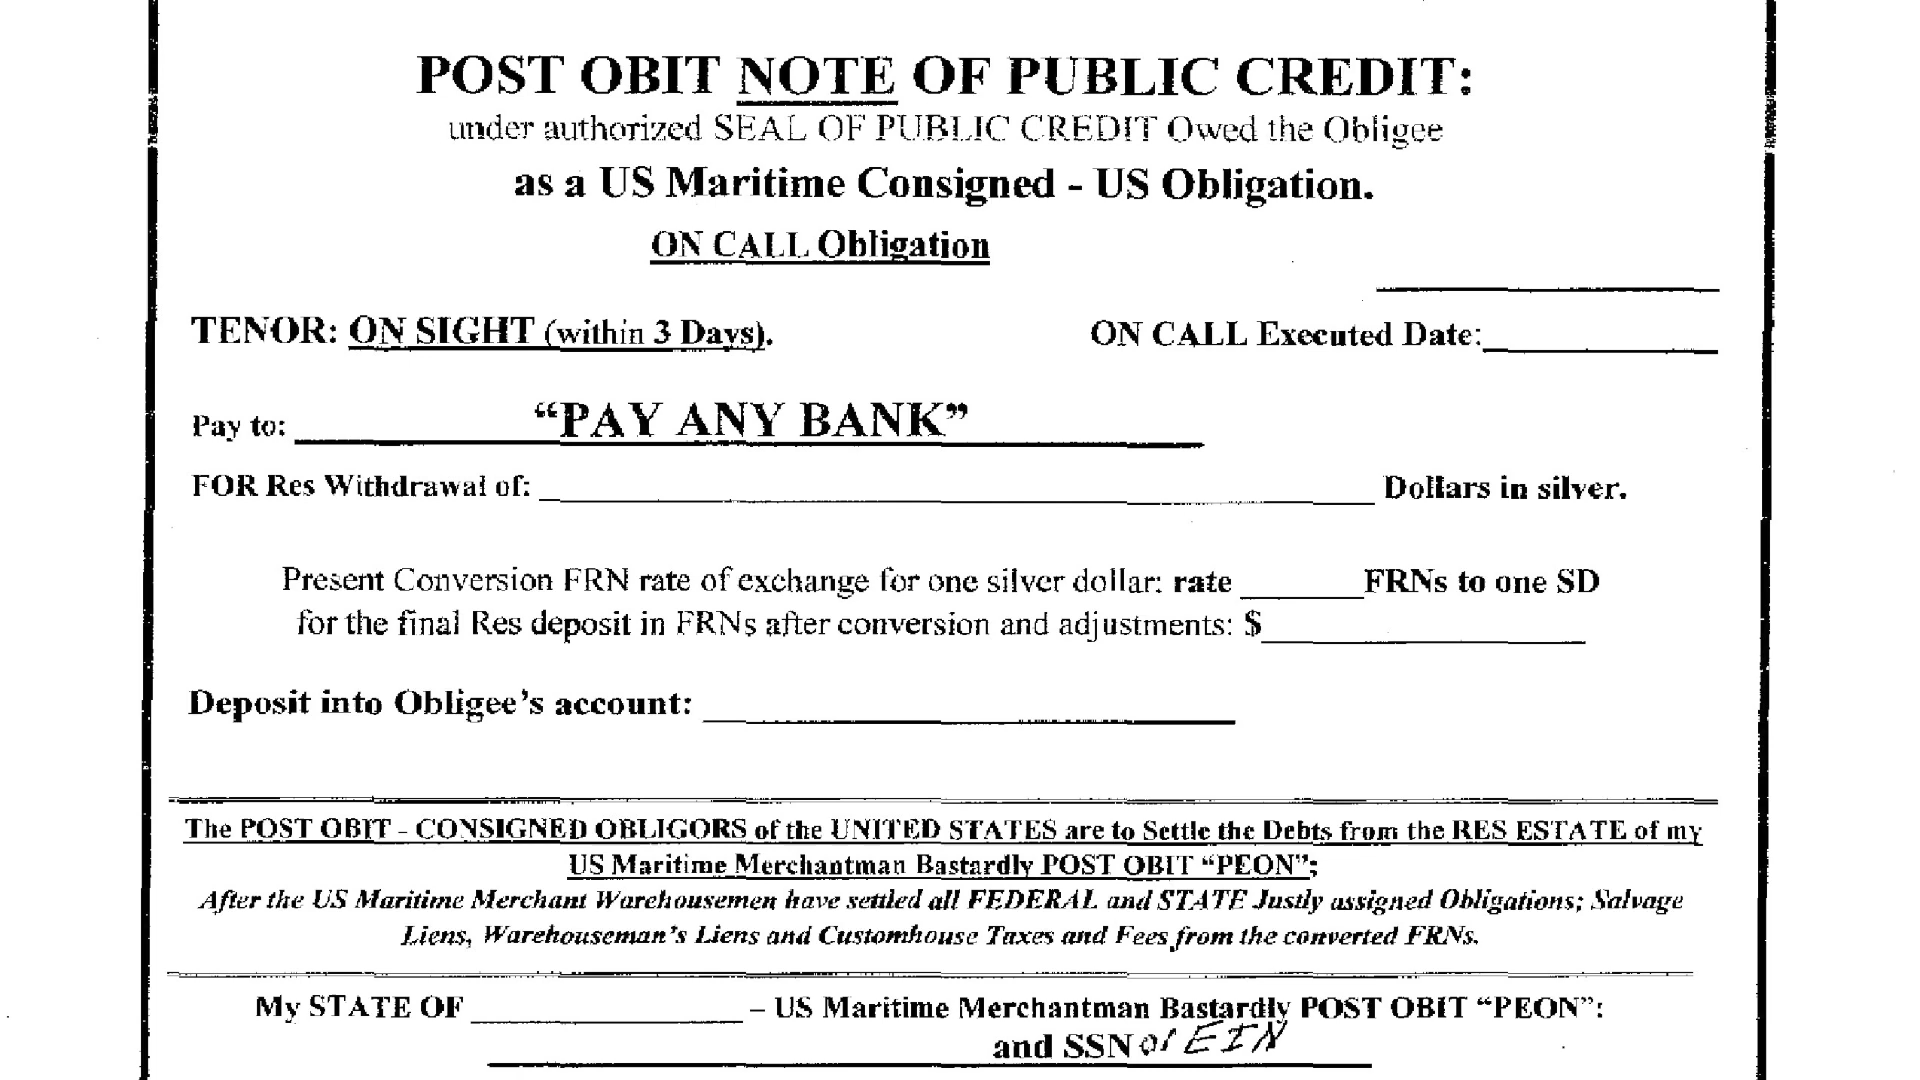 POST OBIT NOTE OF PUBLIC CREDIT:
under authorized SEAL OF PUBLIC CREDIT Owed the Obligee
as a US Maritime Consigned - US Obligation.
ON CALL Obligation
TENOR: ON SIGHT (within 3 Days). ON CALL Executed Date:
Pay to: "PAY ANY BANK"
FOR Res Withdrawal of: Dollars in silver.
Present Conversion FRN rate of exchange for one silver dollar: rate FRNs to one SD
for the final Res deposit in FRNs after conversion and adjustments: $
Deposit into Obligee's account:
The POST OBIT - CONSIGNED OBLIGORS of the UNITED STATES are to Settle the Debts from the RES ESTATE of my
US Maritime Merchantman Bastardly POST OBIT "PEON";
After the US Maritime Merchant Warehousemen have settled all FEDERAL and STATE Justly assigned Obligations; Salvage
Liens, Warehouseman's Liens and Customhouse Taxes and Fees from the converted FRNs.
My STATE OF – US Maritime Merchantman Bastardly POST OBIT "PEON":
and SSN or EIN